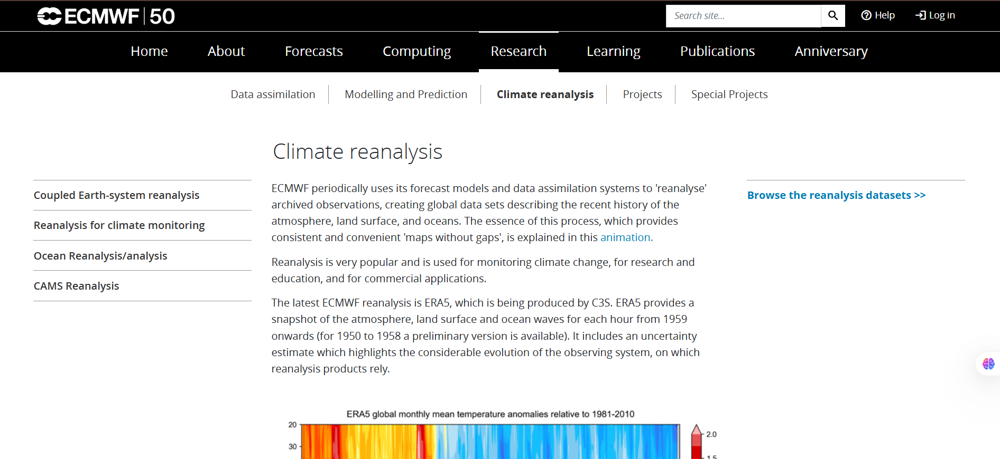 ECMWF | 50
Search site...
Help
Log in
Home
About
Forecasts
Computing
Research
Learning
Publications
Anniversary
Data assimilation
Modelling and Prediction
Climate reanalysis
Projects
Special Projects
Climate reanalysis
Coupled Earth-system reanalysis
Reanalysis for climate monitoring
Ocean Reanalysis/analysis
CAMS Reanalysis
ECMWF periodically uses its forecast models and data assimilation systems to 'reanalyse'
archived observations, creating global data sets describing the recent history of the
atmosphere, land surface, and oceans. The essence of this process, which provides
consistent and convenient 'maps without gaps', is explained in this animation.
Reanalysis is very popular and is used for monitoring climate change, for research and
education, and for commercial applications.
The latest ECMWF reanalysis is ERA5, which is being produced by C3S. ERA5 provides a
snapshot of the atmosphere, land surface and ocean waves for each hour from 1959
onwards (for 1950 to 1958 a preliminary version is available). It includes an uncertainty
estimate which highlights the considerable evolution of the observing system, on which
reanalysis products rely.
Browse the reanalysis datasets >>
ERA5 global monthly mean temperature anomalies relative to 1981-2010
20
30
2.0
1.5